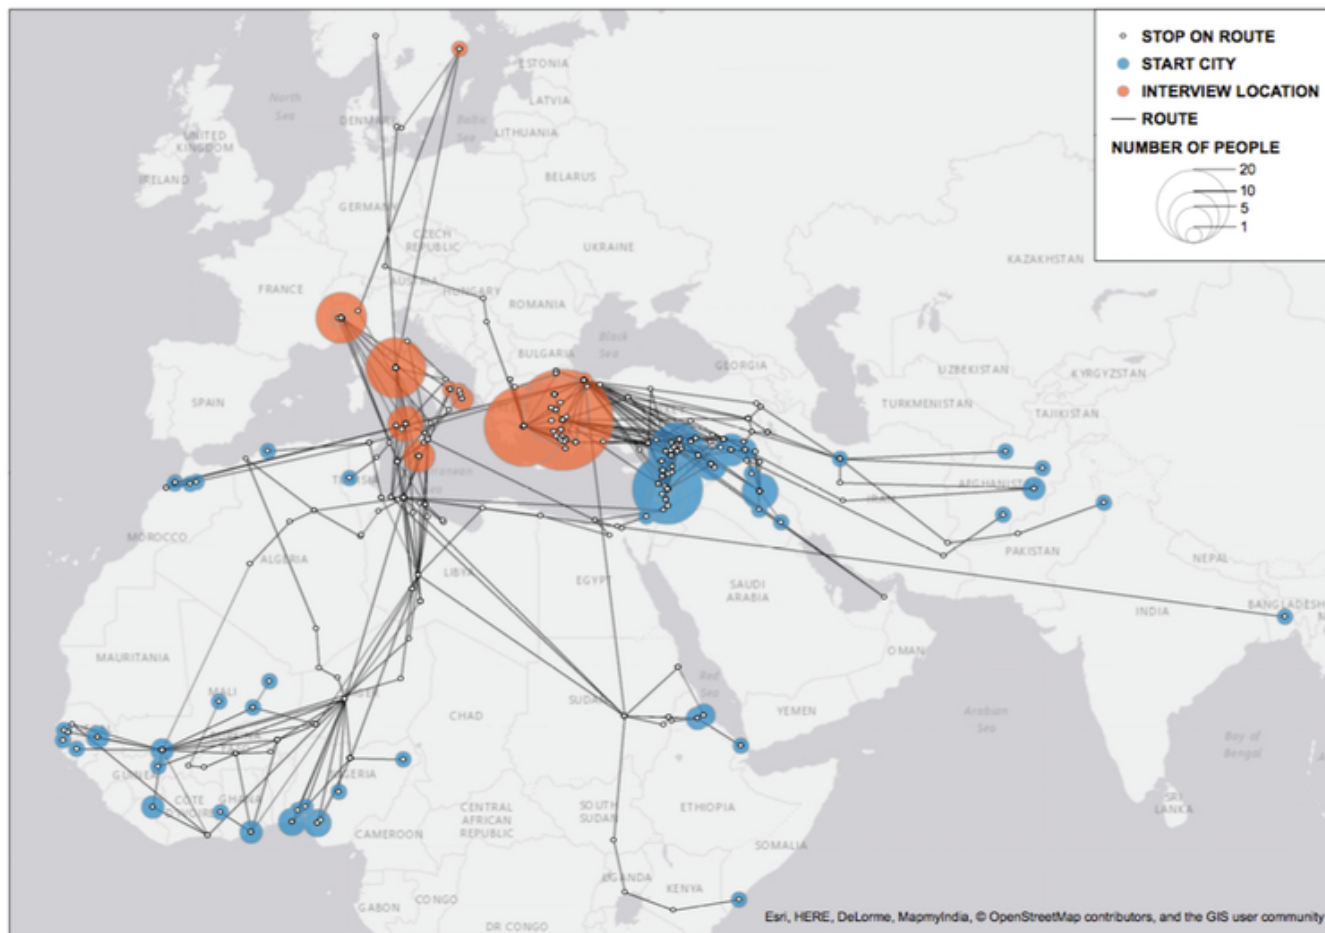 STOP ON ROUTE
START CITY
INTERVIEW LOCATION
ROUTE
NUMBER OF PEOPLE
20
10
5
1
ESTONIA
LATVIA
North
Sea
DENMARK
Baltic
Sea
LITHUANIA
UNITED
KINGDOM
IRELAND
BELARUS
GERMANY
CZECH
REPUBLIC
UKRAINE
KAZAKHSTAN
FRANCE
AUSTRIA
HUNGARY
ROMANIA
Black
Sea
BULGARIA
GEORGIA
UZBEKISTAN
KYRGYZSTAN
SPAIN
TURKMENISTAN
TAJIKISTAN
AFGHANIST
MOROCCO
PAKISTAN
ALGERIA
LIBYA
EGYPT
NEPAL
SAUDI
ARABIA
INDIA
BANGLADESH
OMAN
MAURITANIA
MALI
Red
Sea
CHAD
SUDAN
YEMEN
Arabian
Sea
Bay of
Bengal
GUINEA
NIGERIA
COTE
GHANA
CENTRAL
AFRICAN
REPUBLIC
SOUTH
SUDAN
ETHIOPIA
SRI
LANKA
CAMEROON
SOMALIA
UGANDA
KENYA
GABON
CONGO
DR CONGO
Esri, HERE, DeLorme, MapmyIndia, © OpenStreetMap contributors, and the GIS user community